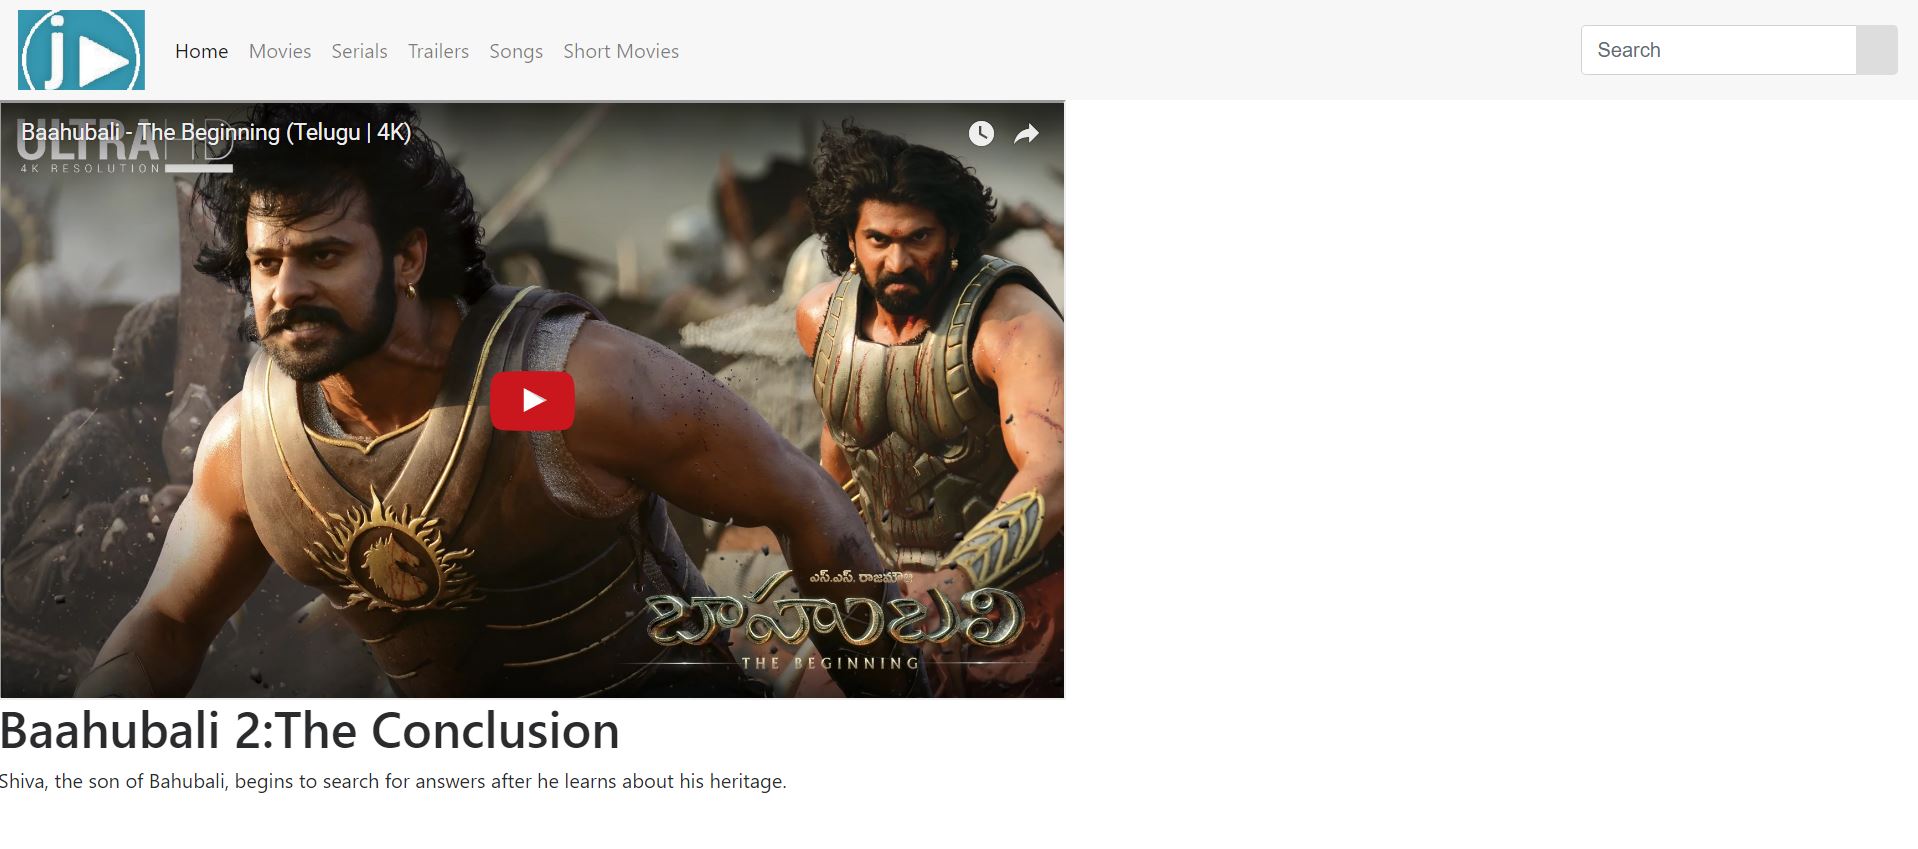 j
Home Movies Serials Trailers Songs Short Movies
Search
Baahubali - The Beginning (Telugu | 4K)
ULTRA HD
4K RESOLUTION
ఎస్.ఎస్. రాజమౌళి
బాహుబలి
THE BEGINNING
Baahubali 2:The Conclusion
Shiva, the son of Bahubali, begins to search for answers after he learns about his heritage.